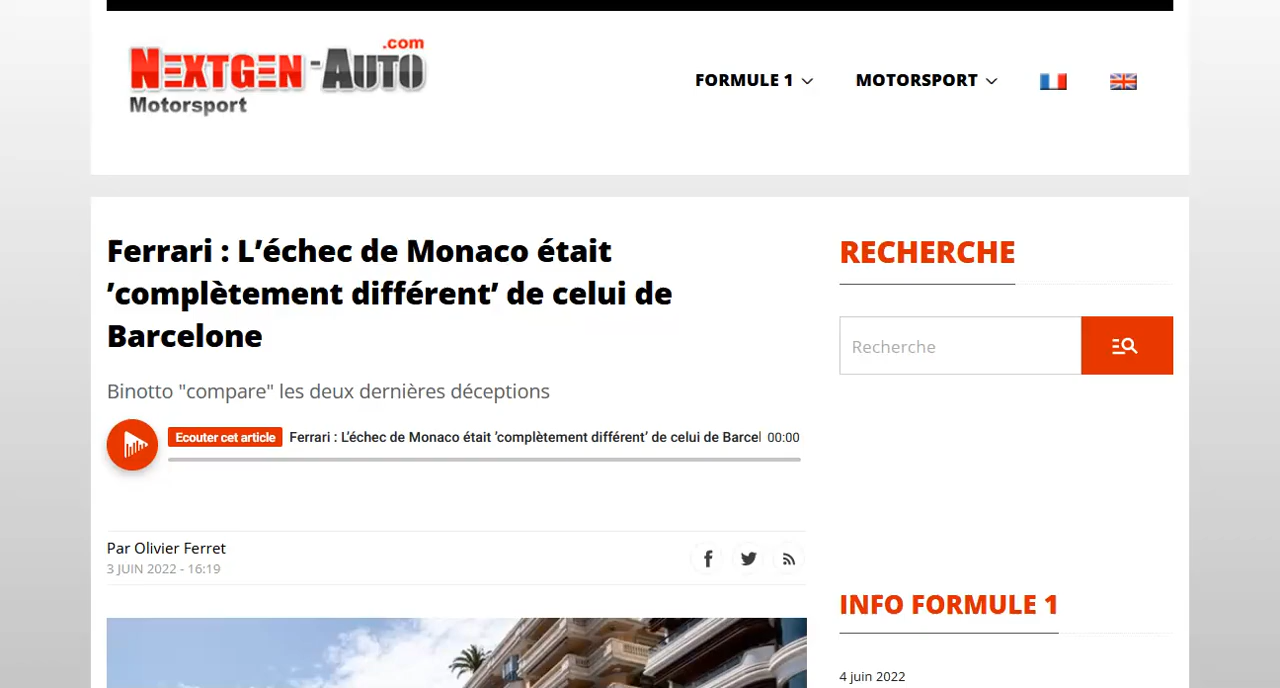 NEXTGEN-AUTO.com
Motorsport
FORMULE 1
MOTORSPORT
Ferrari : L’échec de Monaco était
’complètement différent’ de celui de
Barcelone
Binotto "compare" les deux dernières déceptions
Ecouter cet article
Ferrari : L’échec de Monaco était ’complètement différent’ de celui de Barcel
00:00
Par Olivier Ferret
3 JUIN 2022 - 16:19
RECHERCHE
Recherche
INFO FORMULE 1
4 juin 2022